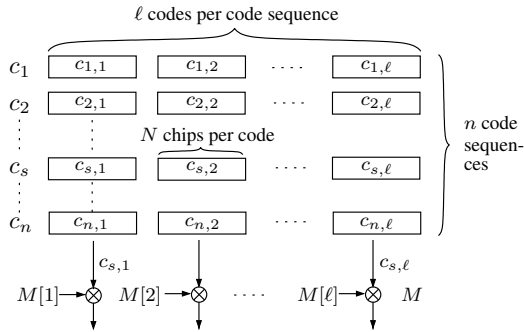 ℓ codes per code sequence
c₁ c₁,₁ c₁,₂ · · · · c₁,ℓ
c₂ c₂,₁ c₂,₂ · · · · c₂,ℓ
n code
sequen-
ces
N chips per code
cₛ cₛ,₁ cₛ,₂ · · · · cₛ,ℓ
cₙ cₙ,₁ cₙ,₂ · · · · cₙ,ℓ
cₛ,₁ cₛ,ℓ
M[1] M[2] · · · · M[ℓ] M